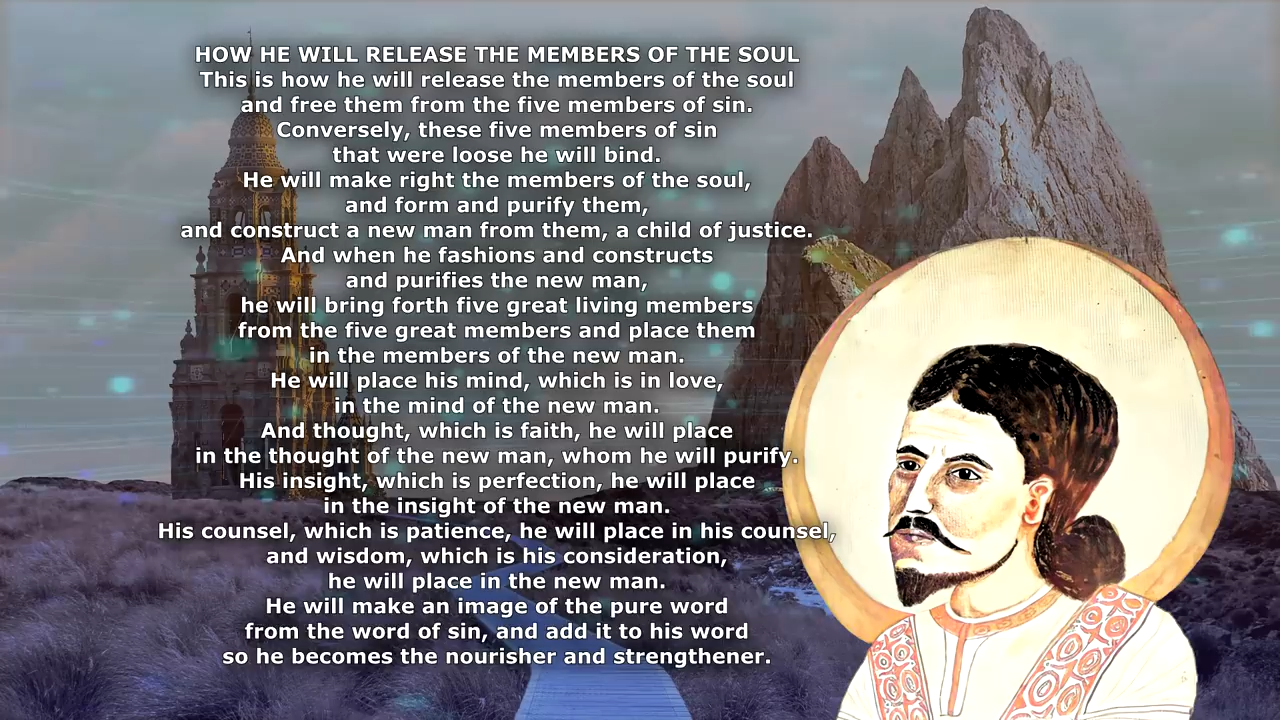 HOW HE WILL RELEASE THE MEMBERS OF THE SOUL
This is how he will release the members of the soul
and free them from the five members of sin.
Conversely, these five members of sin
that were loose he will bind.
He will make right the members of the soul,
and form and purify them,
and construct a new man from them, a child of justice.
And when he fashions and constructs
and purifies the new man,
he will bring forth five great living members
from the five great members and place them
in the members of the new man.
He will place his mind, which is in love,
in the mind of the new man.
And thought, which is faith, he will place
in the thought of the new man, whom he will purify.
His insight, which is perfection, he will place
in the insight of the new man.
His counsel, which is patience, he will place in his counsel,
and wisdom, which is his consideration,
he will place in the new man.
He will make an image of the pure word
from the word of sin, and add it to his word
so he becomes the nourisher and strengthener.